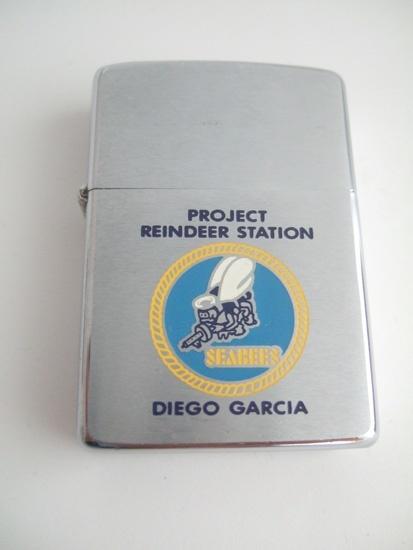 PROJECT
REINDEER STATION
SEABEES
DIEGO GARCIA